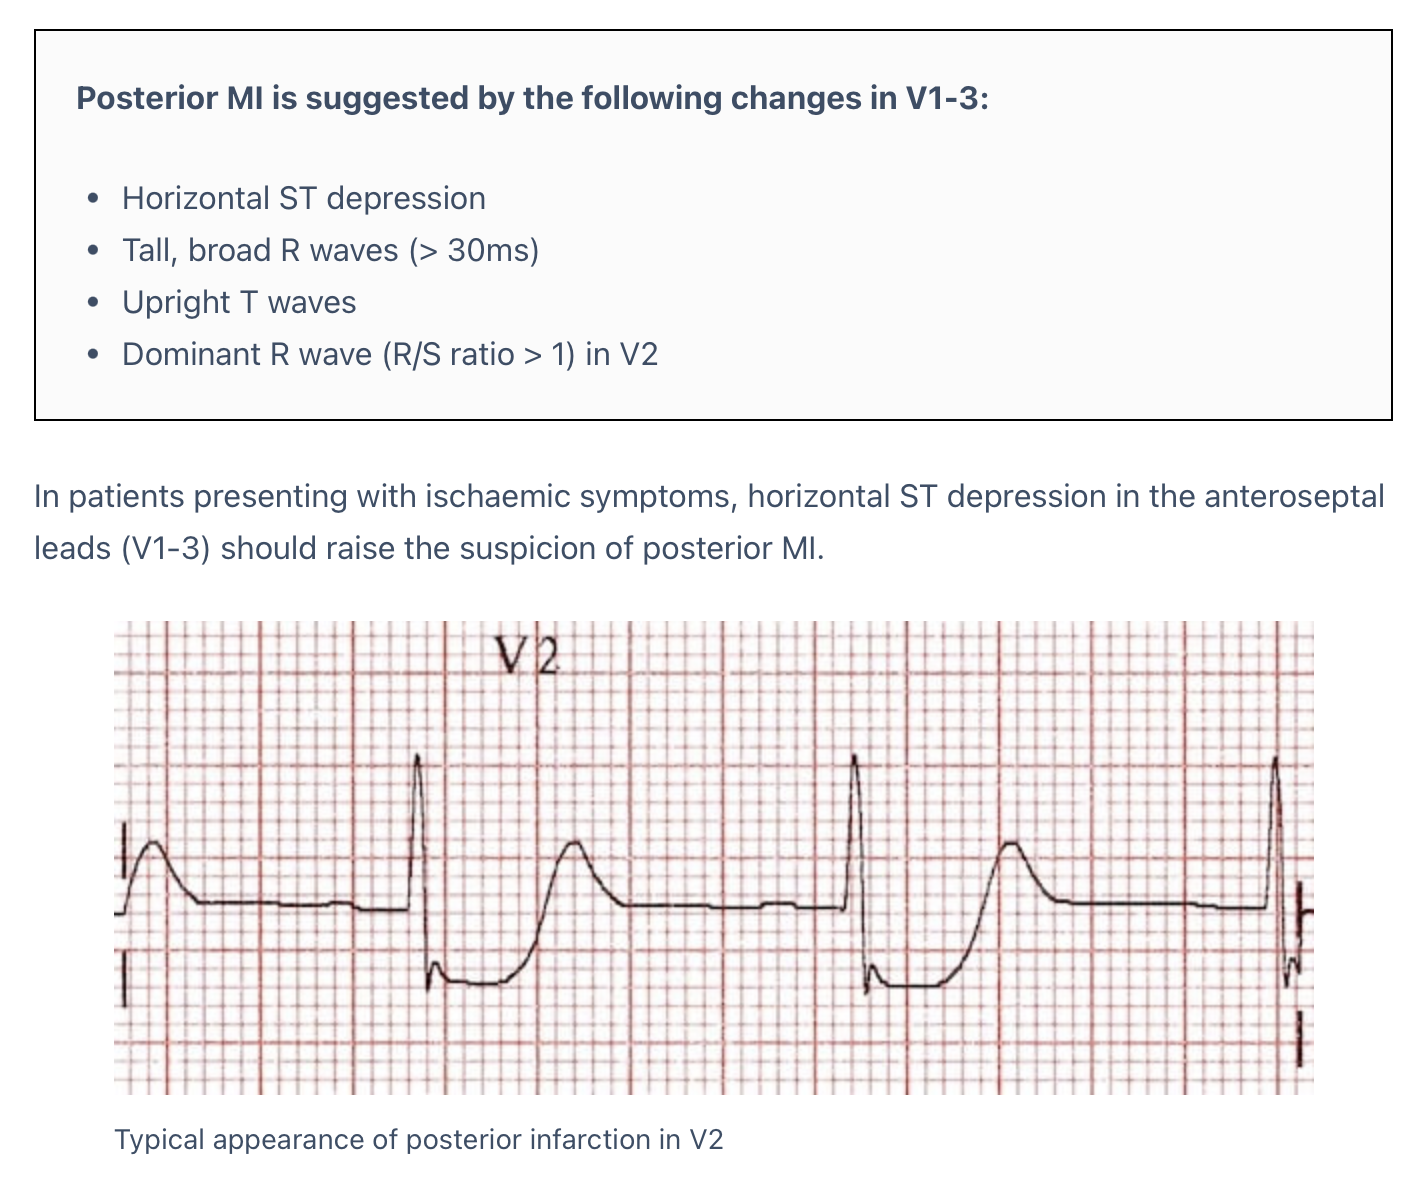 Posterior MI is suggested by the following changes in V1-3:
• Horizontal ST depression
• Tall, broad R waves (> 30ms)
• Upright T waves
• Dominant R wave (R/S ratio > 1) in V2
In patients presenting with ischaemic symptoms, horizontal ST depression in the anteroseptal
leads (V1-3) should raise the suspicion of posterior MI.
V2
Typical appearance of posterior infarction in V2